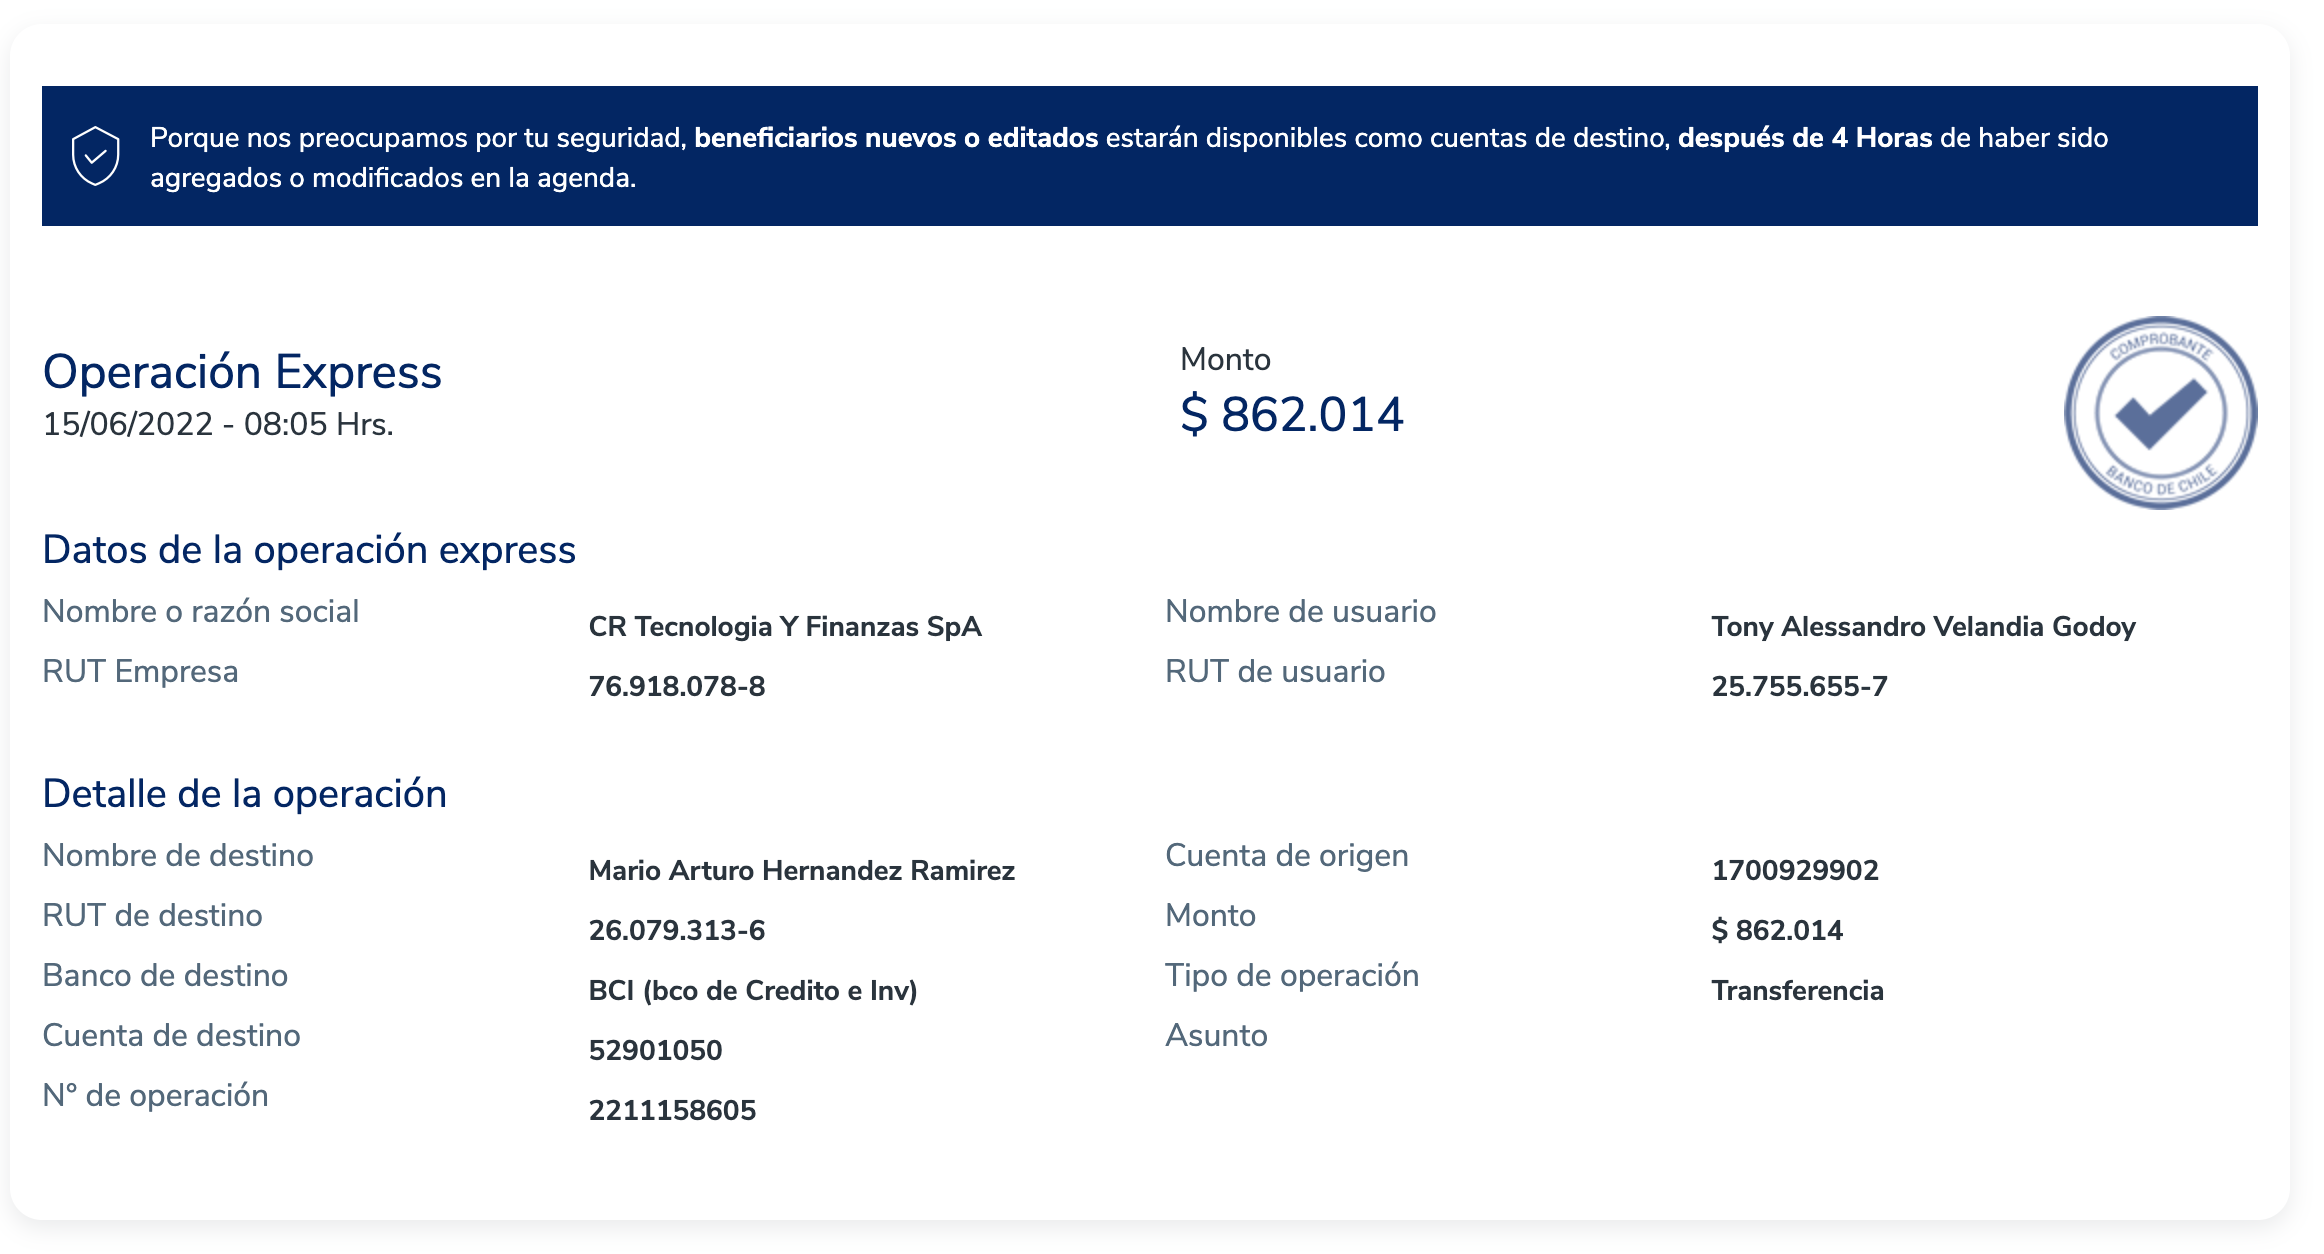 Porque nos preocupamos por tu seguridad, beneficiarios nuevos o editados estarán disponibles como cuentas de destino, después de 4 Horas de haber sido
agregados o modificados en la agenda.
Operación Express
15/06/2022 - 08:05 Hrs.
Monto
$ 862.014
COMPROBANTE
BANCO DE CHILE
Datos de la operación express
Nombre o razón social
CR Tecnologia Y Finanzas SpA
RUT Empresa
76.918.078-8
Nombre de usuario
Tony Alessandro Velandia Godoy
RUT de usuario
25.755.655-7
Detalle de la operación
Nombre de destino
Mario Arturo Hernandez Ramirez
RUT de destino
26.079.313-6
Banco de destino
BCI (bco de Credito e Inv)
Cuenta de destino
52901050
N° de operación
2211158605
Cuenta de origen
1700929902
Monto
$ 862.014
Tipo de operación
Transferencia
Asunto